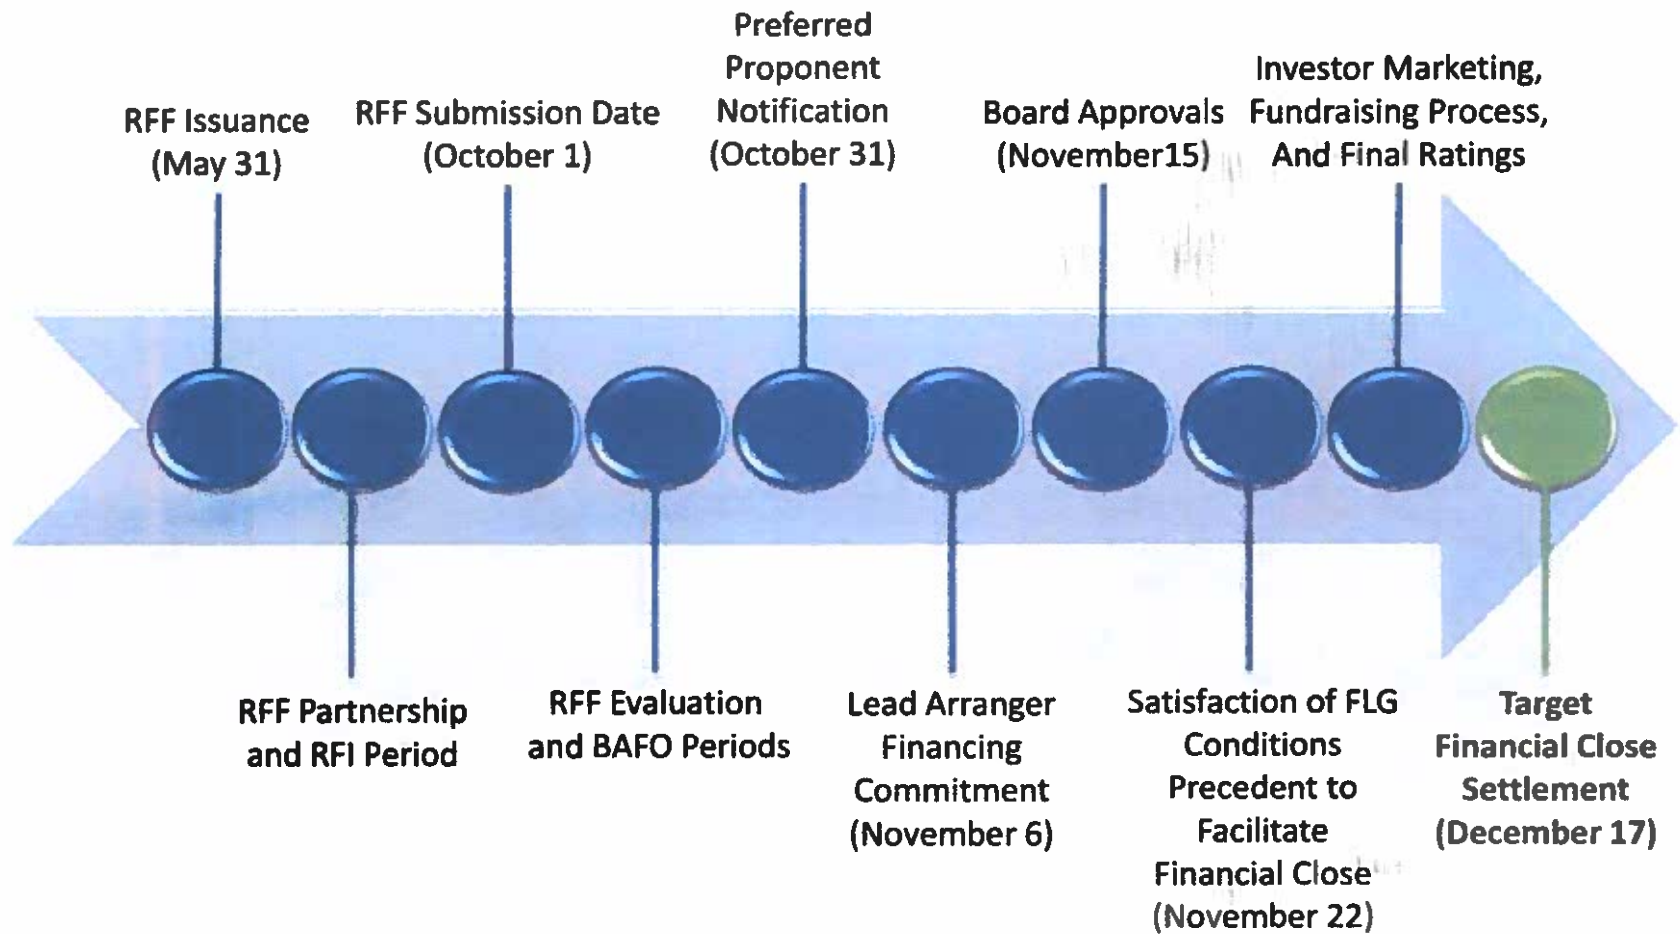 RFF Issuance
(May 31)
RFF Partnership
and RFI Period
RFF Submission Date
(October 1)
RFF Evaluation
and BAFO Periods
Preferred
Proponent
Notification
(October 31)
Lead Arranger
Financing
Commitment
(November 6)
Board Approvals
(November15)
Satisfaction of FLG
Conditions
Precedent to
Facilitate
Financial Close
(November 22)
Investor Marketing,
Fundraising Process,
And Final Ratings
Target
Financial Close
Settlement
(December 17)